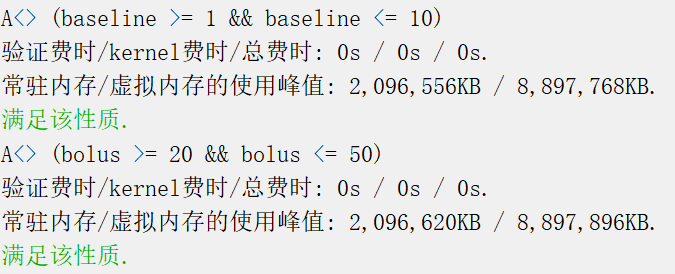 A<> (baseline >= 1 && baseline <= 10)
验证费时/kernel费时/总费时: 0s / 0s / 0s.
常驻内存/虚拟内存的使用峰值: 2,096,556KB / 8,897,768KB.
满足该性质.
A<> (bolus >= 20 && bolus <= 50)
验证费时/kernel费时/总费时: 0s / 0s / 0s.
常驻内存/虚拟内存的使用峰值: 2,096,620KB / 8,897,896KB.
满足该性质.